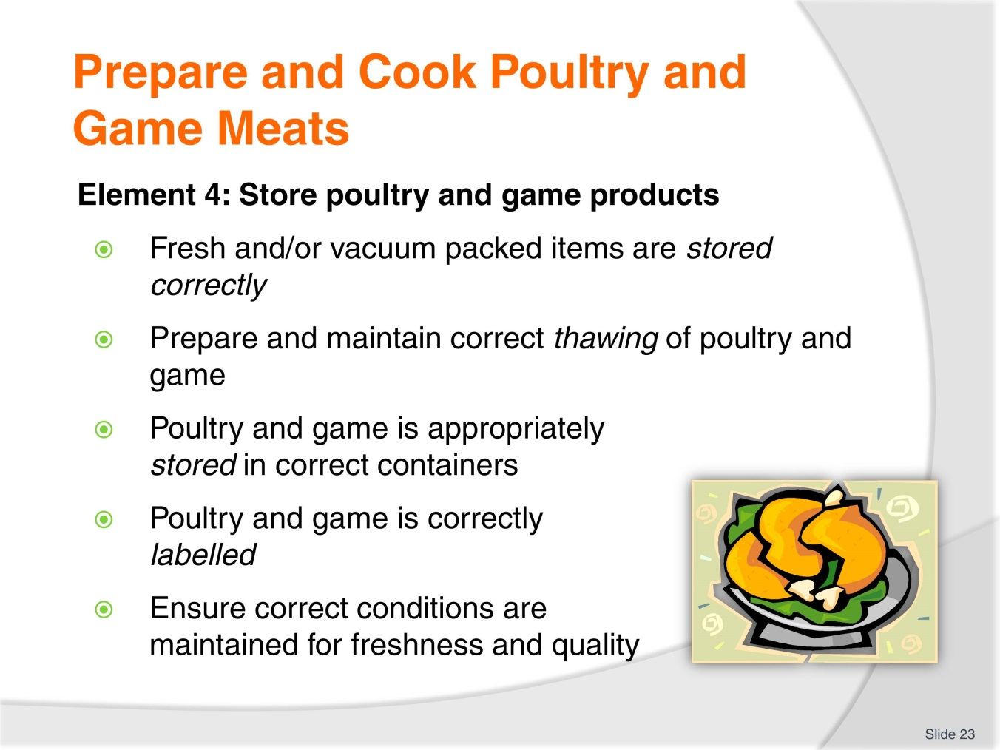 Prepare and Cook Poultry and
Game Meats
Element 4: Store poultry and game products
Fresh and/or vacuum packed items are stored
correctly
Prepare and maintain correct thawing of poultry and
game
Poultry and game is appropriately
stored in correct containers
Poultry and game is correctly
labelled
Ensure correct conditions are
maintained for freshness and quality
Slide 23